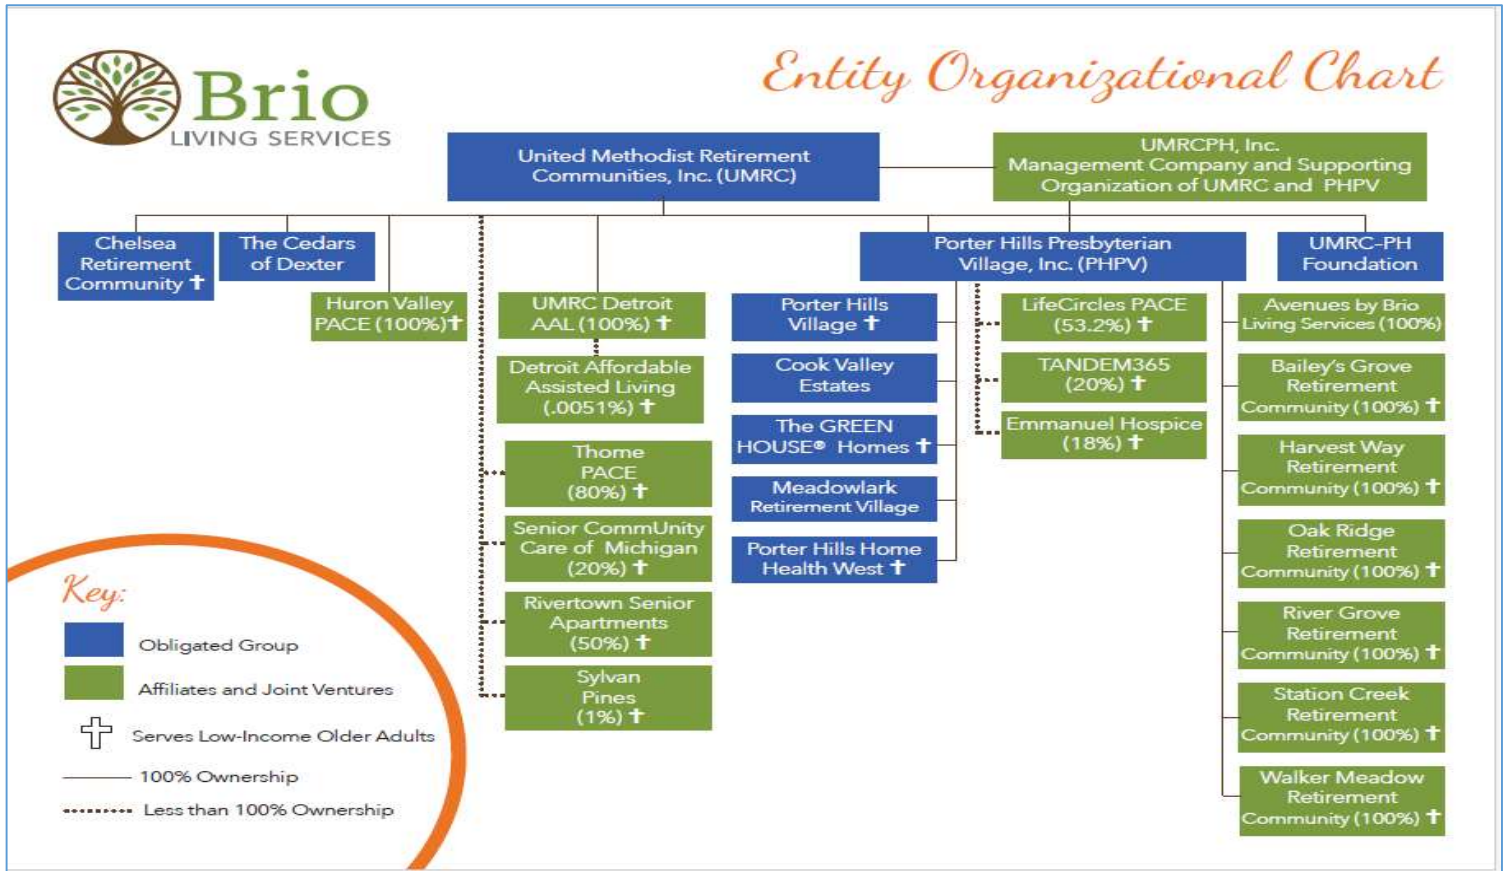 Brio
LIVING SERVICES
Entity Organizational Chart
United Methodist Retirement
Communities, Inc. (UMRC)
UMRCPH, Inc.
Management Company and Supporting
Organization of UMRC and PHPV
Chelsea
Retirement
Community ✝
The Cedars
of Dexter
Huron Valley
PACE (100%)✝
UMRC Detroit
AAL (100%) ✝
Detroit Affordable
Assisted Living
(.0051%) ✝
Thome
PACE
(80%) ✝
Senior CommUnity
Care of Michigan
(20%) ✝
Rivertown Senior
Apartments
(50%) ✝
Sylvan
Pines
(1%) ✝
Porter Hills Presbyterian
Village, Inc. (PHPV)
UMRC-PH
Foundation
Porter Hills
Village ✝
Cook Valley
Estates
The GREEN
HOUSE® Homes ✝
Meadowlark
Retirement Village
Porter Hills Home
Health West ✝
LifeCircles PACE
(53.2%) ✝
TANDEM365
(20%) ✝
Emmanuel Hospice
(18%) ✝
Avenues by Brio
Living Services (100%)
Bailey's Grove
Retirement
Community (100%) ✝
Harvest Way
Retirement
Community (100%) ✝
Oak Ridge
Retirement
Community (100%) ✝
River Grove
Retirement
Community (100%) ✝
Station Creek
Retirement
Community (100%) ✝
Walker Meadow
Retirement
Community (100%) ✝
Key:
Obligated Group
Affiliates and Joint Ventures
Serves Low-Income Older Adults
100% Ownership
Less than 100% Ownership